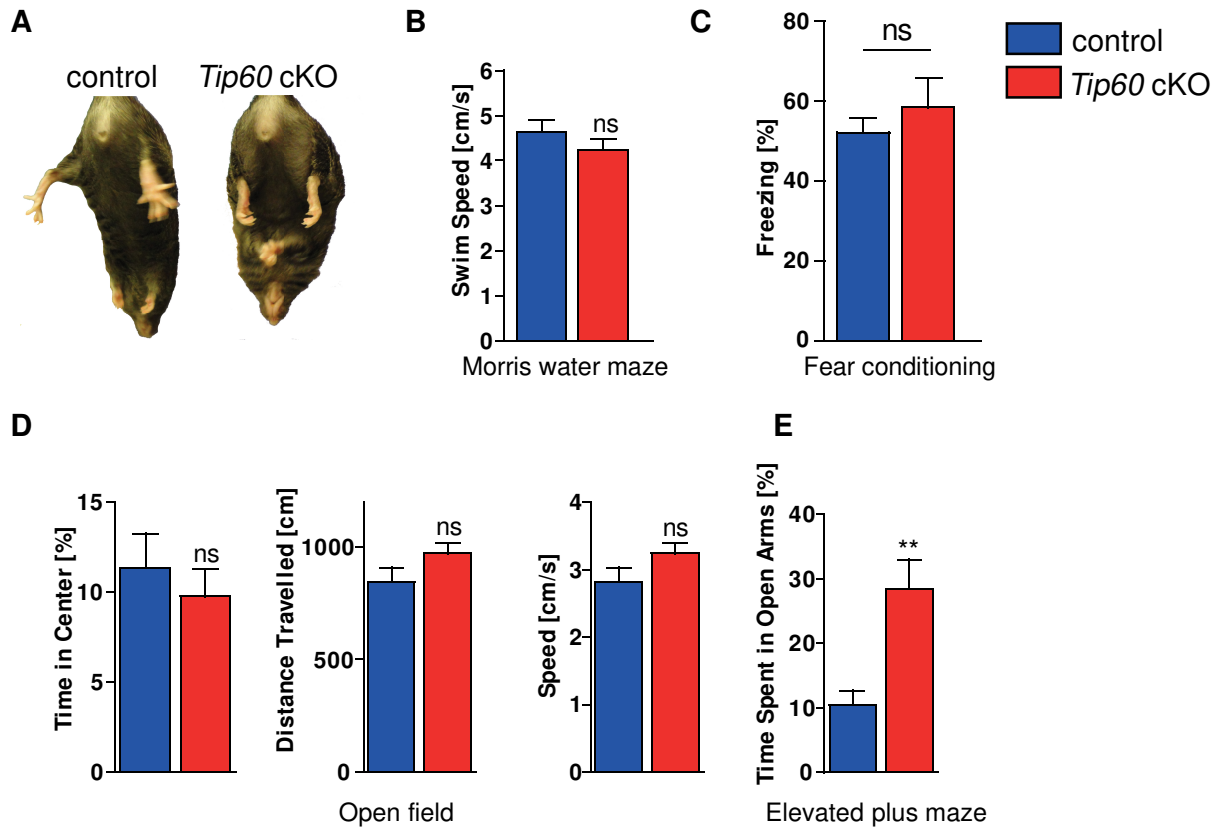 A
control
Tip60 cKO
B
Swim Speed [cm/s]
6
5
4
3
2
1
0
ns
Morris water maze
C
Freezing [%]
80
60
40
20
0
ns
Fear conditioning
control
Tip60 cKO
D
Time in Center [%]
15
10
5
0
ns
Distance Travelled [cm]
1000
500
0
ns
Speed [cm/s]
4
3
2
1
0
ns
Open field
E
Time Spent in Open Arms [%]
40
30
20
10
0
**
Elevated plus maze